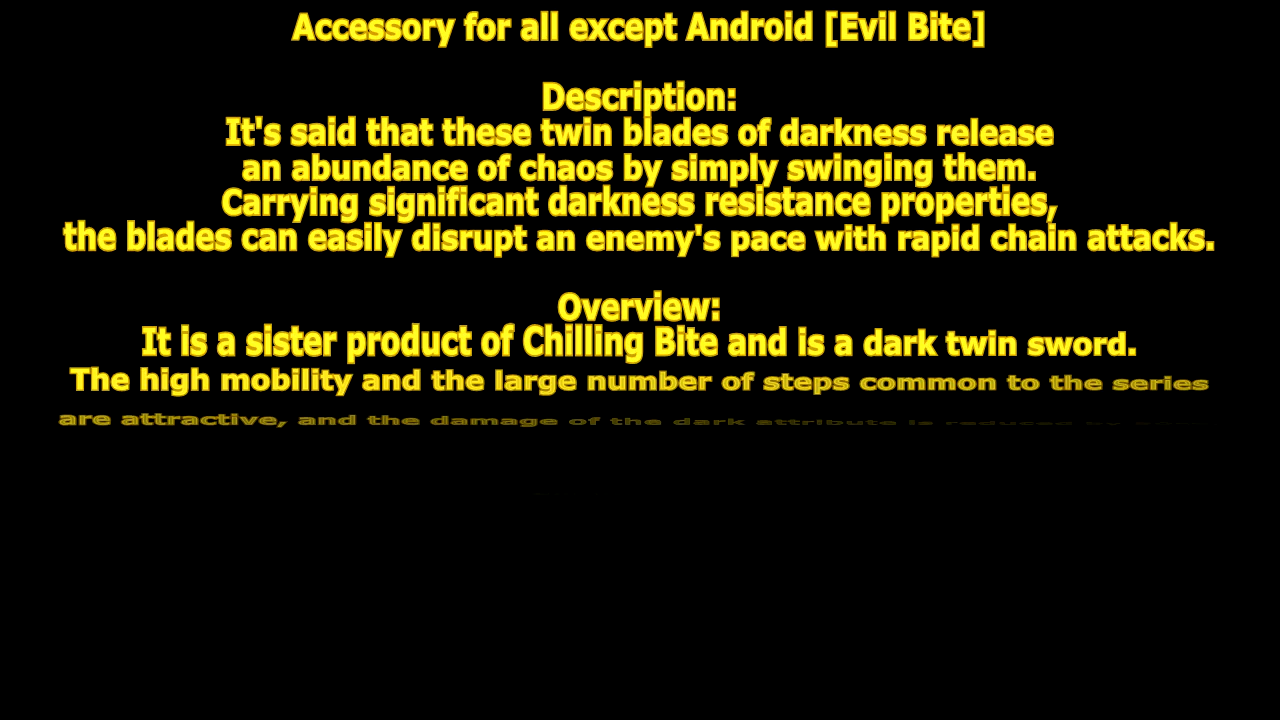 Accessory for all except Android [Evil Bite]
Description:
It's said that these twin blades of darkness release
an abundance of chaos by simply swinging them.
Carrying significant darkness resistance properties,
the blades can easily disrupt an enemy's pace with rapid chain attacks.
Overview:
It is a sister product of Chilling Bite and is a dark twin sword.
The high mobility and the large number of steps common to the series
are attractive, and the damage of the dark attribute is reduced by